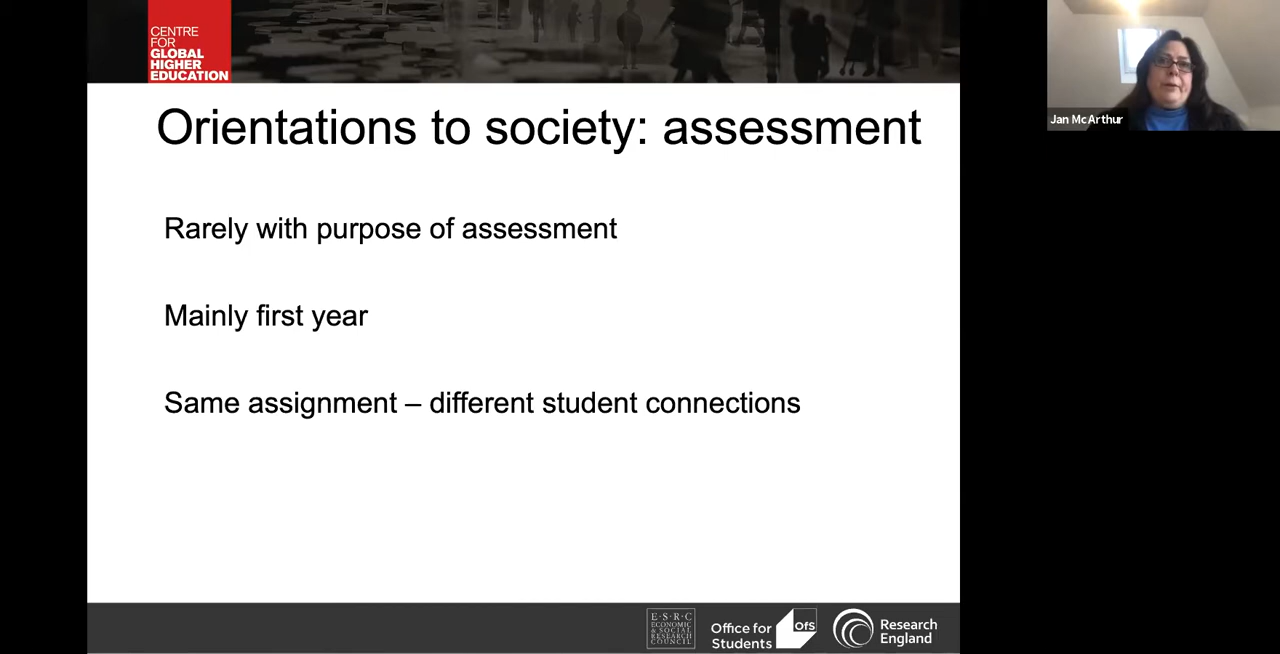 CENTRE
FOR
GLOBAL
HIGHER
EDUCATION
Jan McArthur
Orientations to society: assessment
Rarely with purpose of assessment
Mainly first year
Same assignment – different student connections
E·S·R·C
ECONOMIC
& SOCIAL
RESEARCH
COUNCIL
Office for
Students
OfS
Research
England